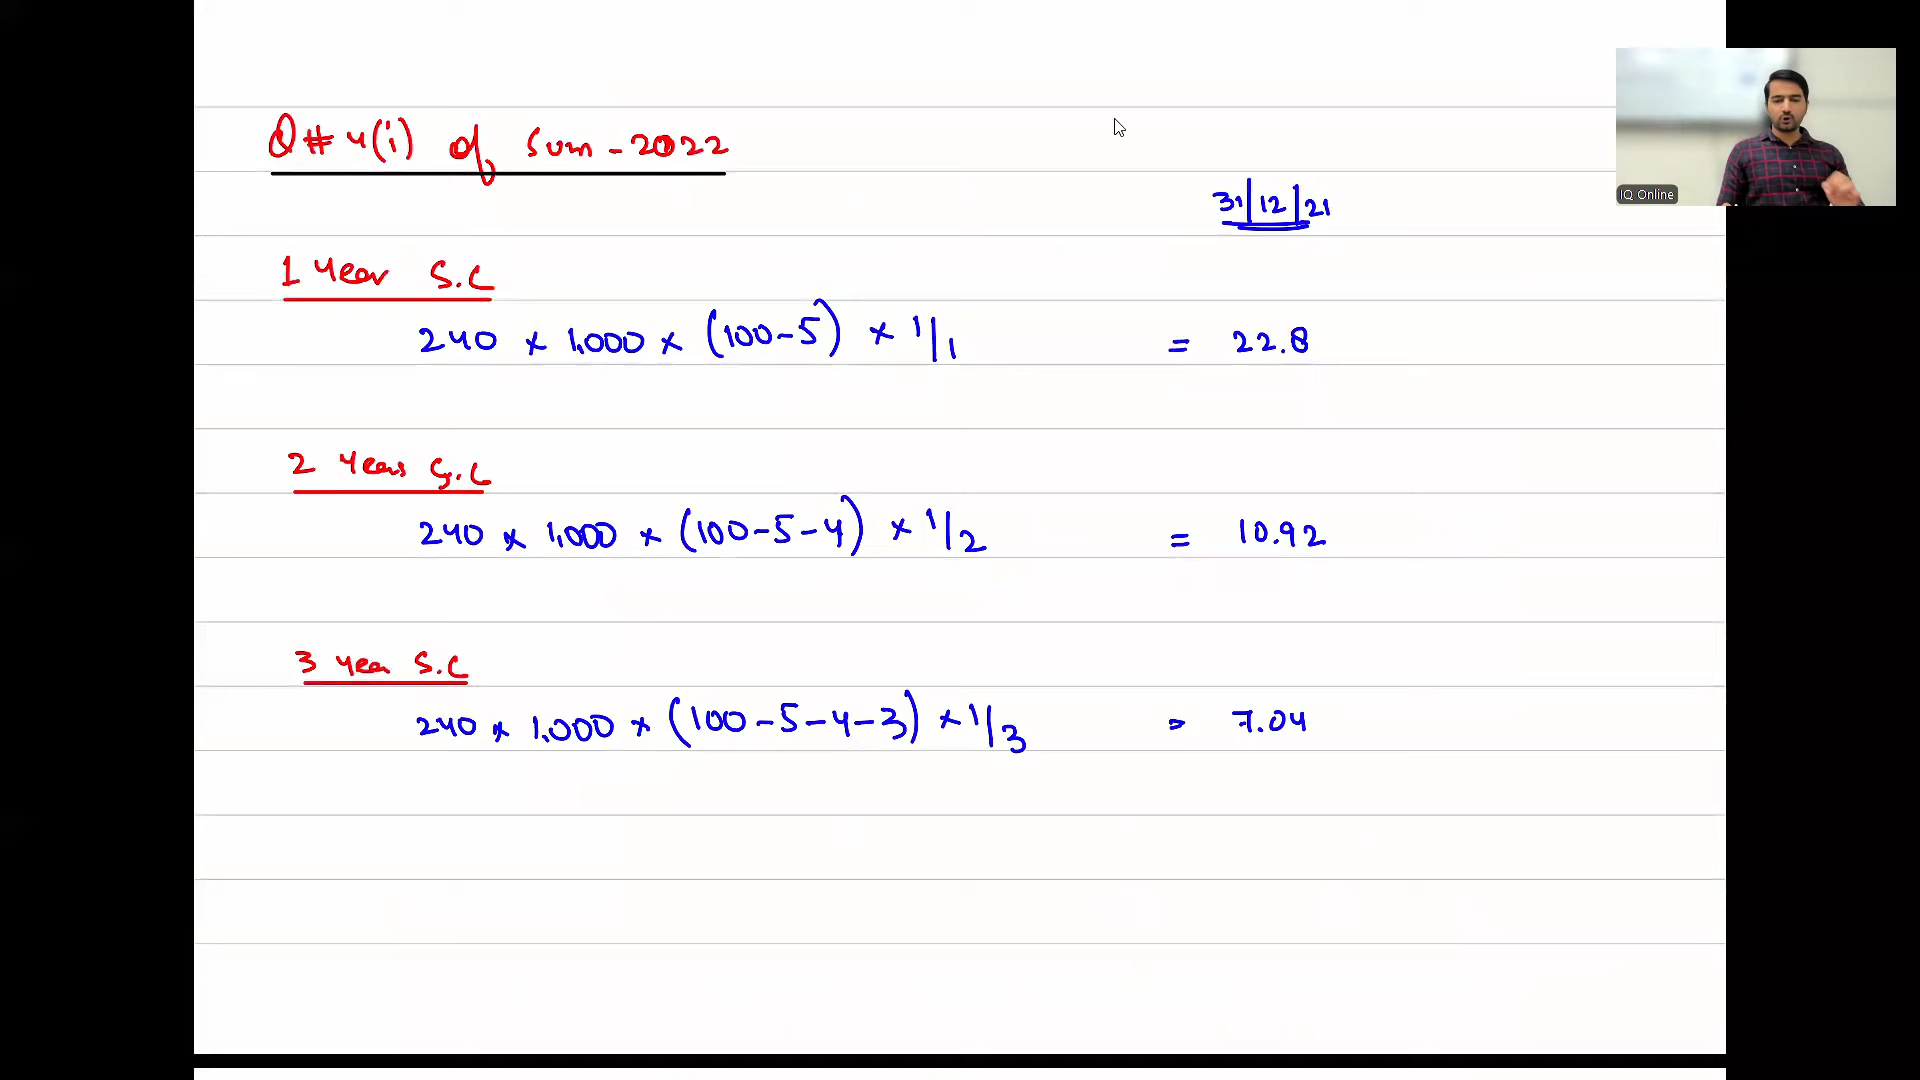 Q# 4(i) of Sum-2022
31|12|21
IQ Online
1 Year S.C
240 × 1,000 × (100-5) × 1/1 = 22.8
2 Years S.C
240 × 1,000 × (100-5-4) × 1/2 = 10.92
3 Year S.C
240 × 1,000 × (100-5-4-3) × 1/3 = 7.04